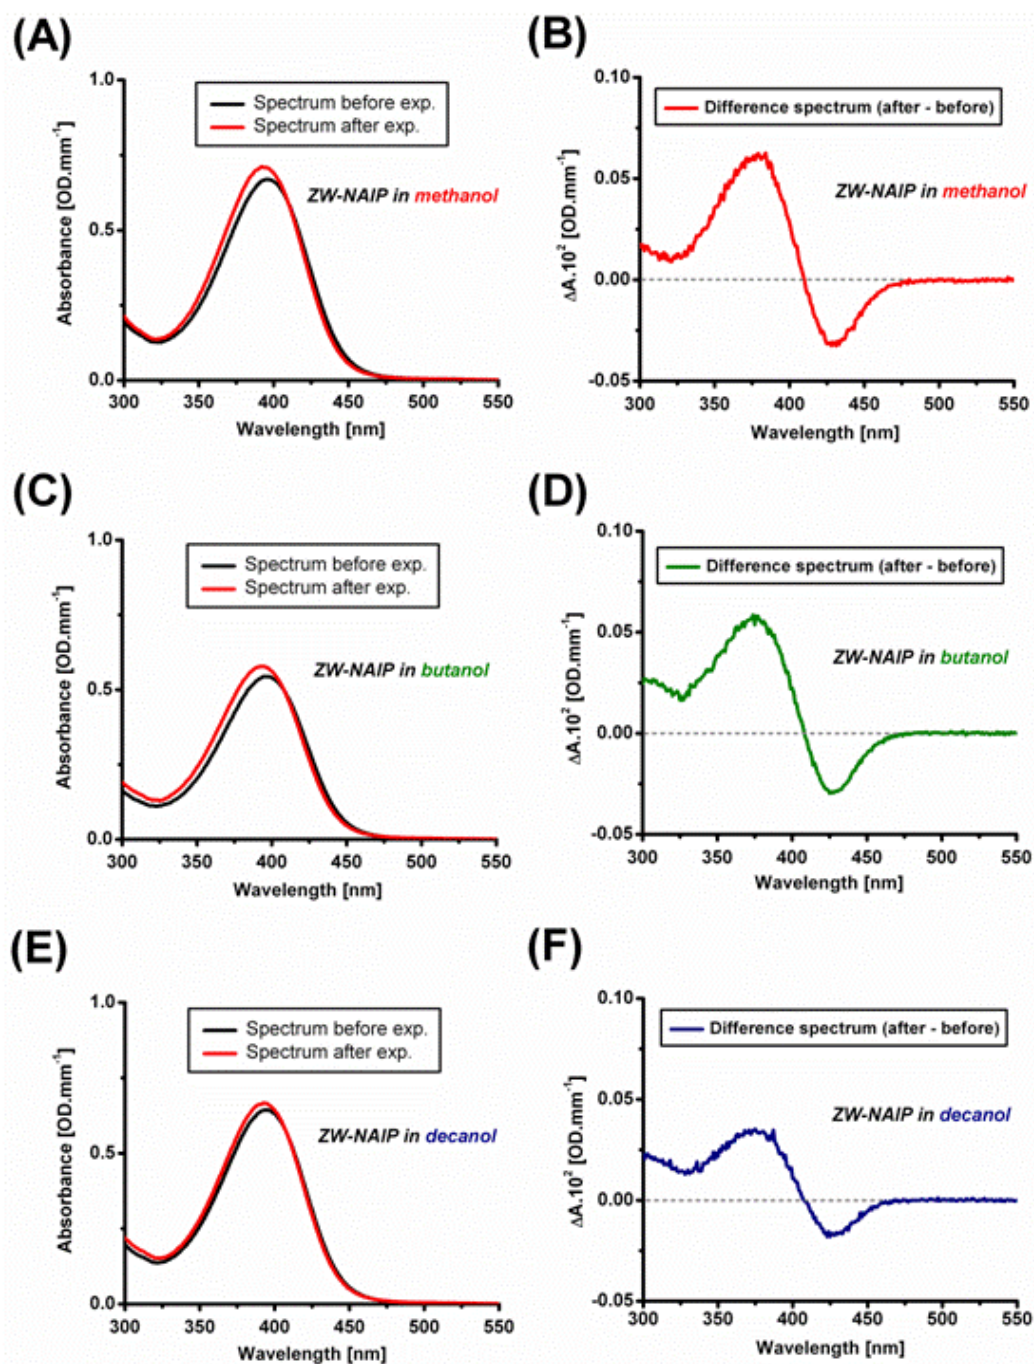 (A)
1.0
0.5
0.0
Absorbance [OD.mm⁻¹]
Spectrum before exp.
Spectrum after exp.
ZW-NAIP in methanol
300 350 400 450 500 550
Wavelength [nm]
(B)
0.10
0.05
0.00
-0.05
ΔA.10² [OD.mm⁻¹]
Difference spectrum (after - before)
ZW-NAIP in methanol
300 350 400 450 500 550
Wavelength [nm]
(C)
1.0
0.5
0.0
Absorbance [OD.mm⁻¹]
Spectrum before exp.
Spectrum after exp.
ZW-NAIP in butanol
300 350 400 450 500 550
Wavelength [nm]
(D)
0.10
0.05
0.00
-0.05
ΔA.10² [OD.mm⁻¹]
Difference spectrum (after - before)
ZW-NAIP in butanol
300 350 400 450 500 550
Wavelength [nm]
(E)
1.0
0.5
0.0
Absorbance [OD.mm⁻¹]
Spectrum before exp.
Spectrum after exp.
ZW-NAIP in decanol
300 350 400 450 500 550
Wavelength [nm]
(F)
0.10
0.05
0.00
-0.05
ΔA.10² [OD.mm⁻¹]
Difference spectrum (after - before)
ZW-NAIP in decanol
300 350 400 450 500 550
Wavelength [nm]